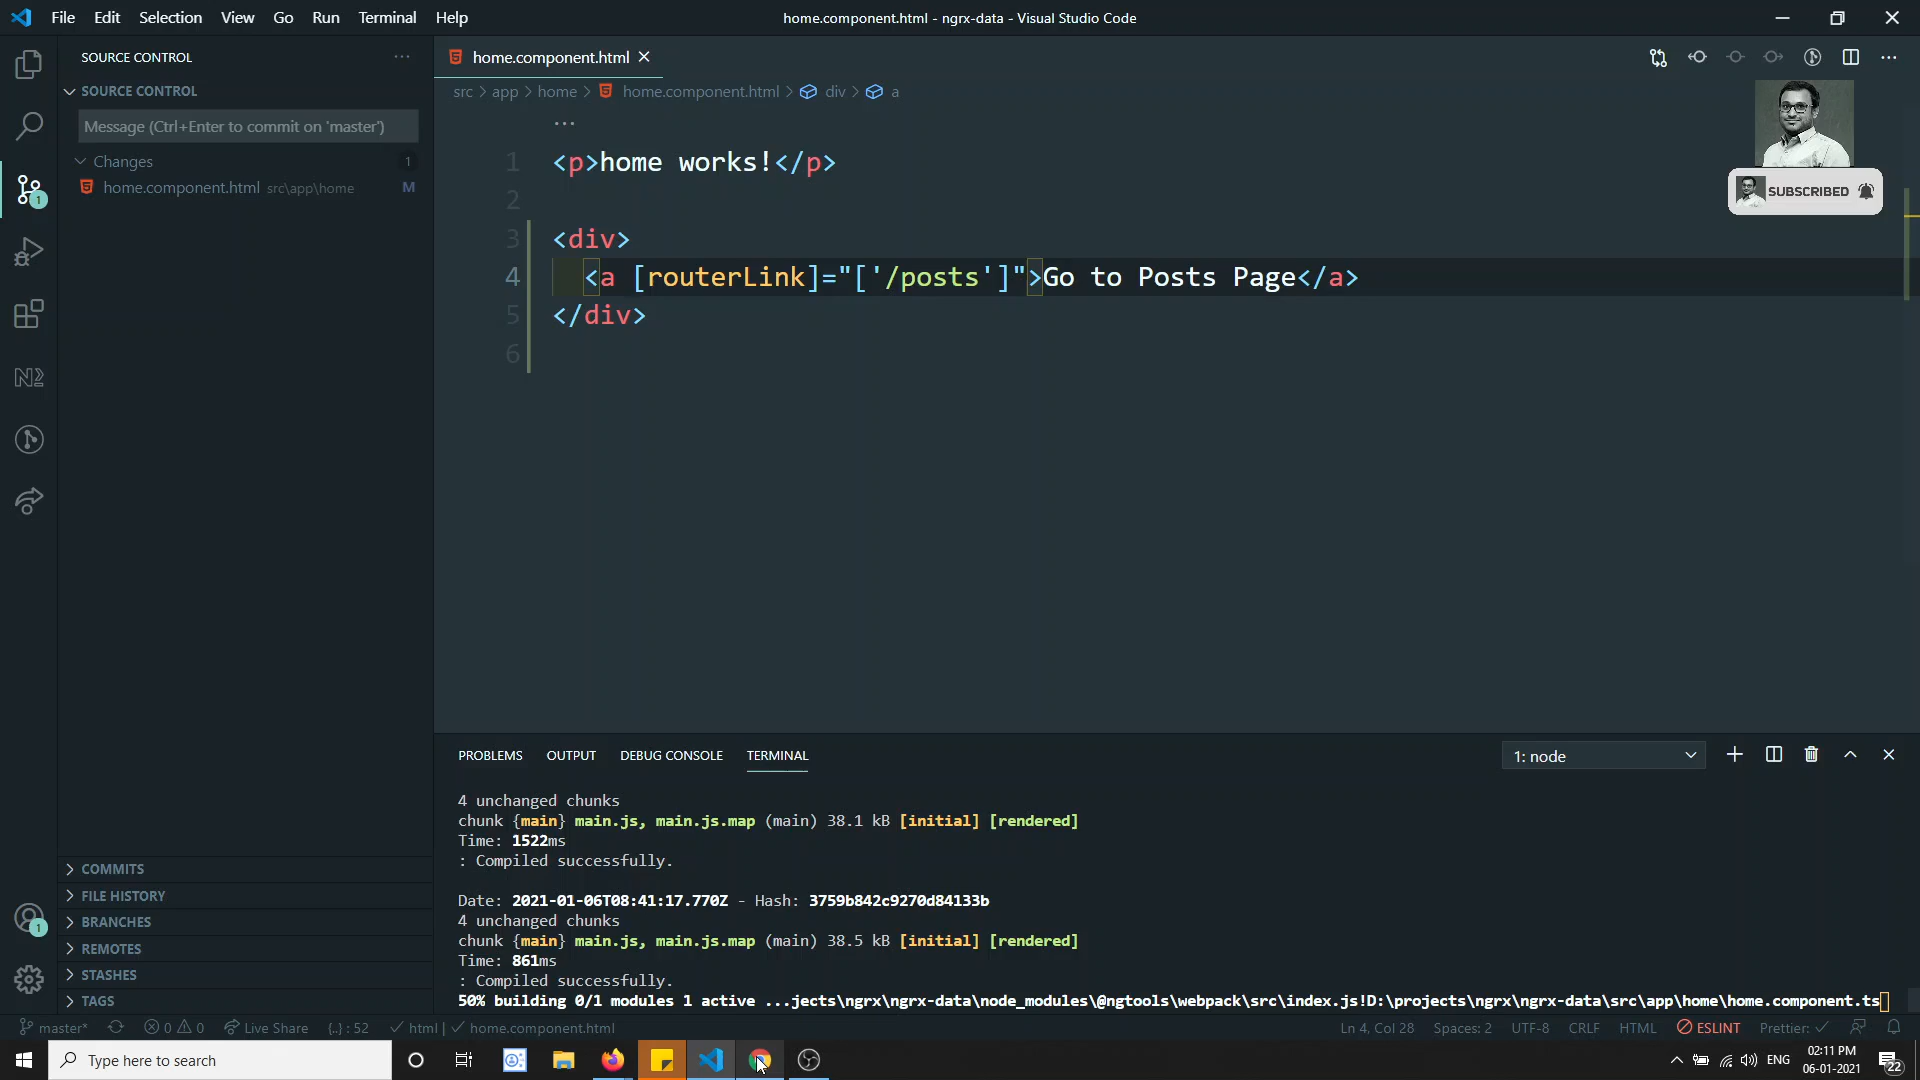 File Edit Selection View Go Run Terminal Help
home.component.html - ngrx-data - Visual Studio Code
SOURCE CONTROL
SOURCE CONTROL
Message (Ctrl+Enter to commit on 'master')
Changes 1
home.component.html src\app\home M
COMMITS
FILE HISTORY
BRANCHES
REMOTES
STASHES
TAGS
1
1
home.component.html
src > app > home > home.component.html > div > a
...
1 <p>home works!</p>
2
3 <div>
4 <a [routerLink]="['/posts']">Go to Posts Page</a>
5 </div>
6
SUBSCRIBED
PROBLEMS OUTPUT DEBUG CONSOLE TERMINAL
1: node
4 unchanged chunks
chunk {main} main.js, main.js.map (main) 38.1 kB [initial] [rendered]
Time: 1522ms
: Compiled successfully.
Date: 2021-01-06T08:41:17.770Z - Hash: 3759b842c9270d84133b
4 unchanged chunks
chunk {main} main.js, main.js.map (main) 38.5 kB [initial] [rendered]
Time: 861ms
: Compiled successfully.
50% building 0/1 modules 1 active ...jects\ngrx\ngrx-data\node_modules\@ngtools\webpack\src\index.js!D:\projects\ngrx\ngrx-data\src\app\home\home.component.ts
master* 0 0 Live Share {..} : 52 html | home.component.html
Ln 4, Col 28 Spaces: 2 UTF-8 CRLF HTML ESLINT Prettier: ✓
Type here to search
ENG
02:11 PM
06-01-2021
22